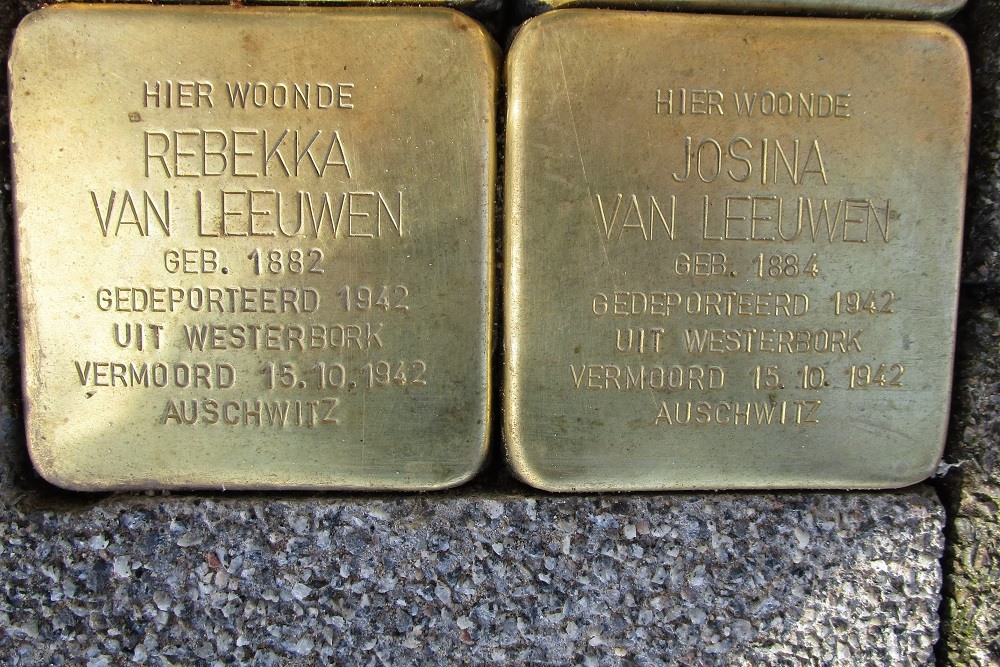 HIER WOONDE
REBEKKA
VAN LEEUWEN
GEB. 1882
GEDEPORTEERD 1942
UIT WESTERBORK
VERMOORD 15.10.1942
AUSCHWITZ
HIER WOONDE
JOSINA
VAN LEEUWEN
GEB. 1884
GEDEPORTEERD 1942
UIT WESTERBORK
VERMOORD 15.10.1942
AUSCHWITZ